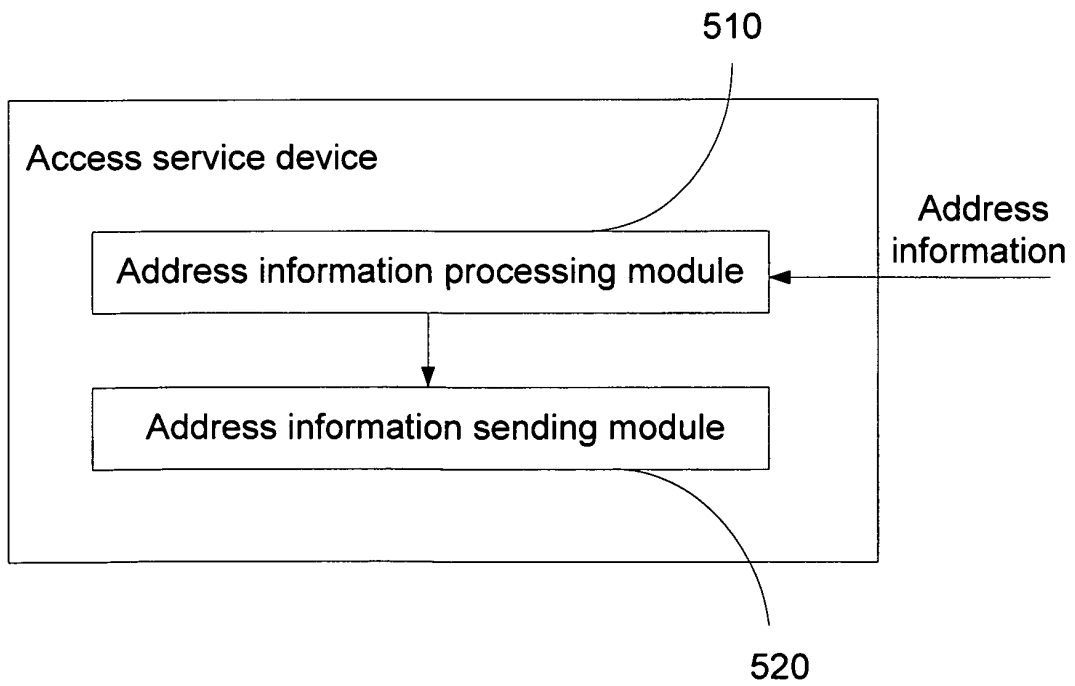 510
Access service device
Address
information
Address information processing module
Address information sending module
520